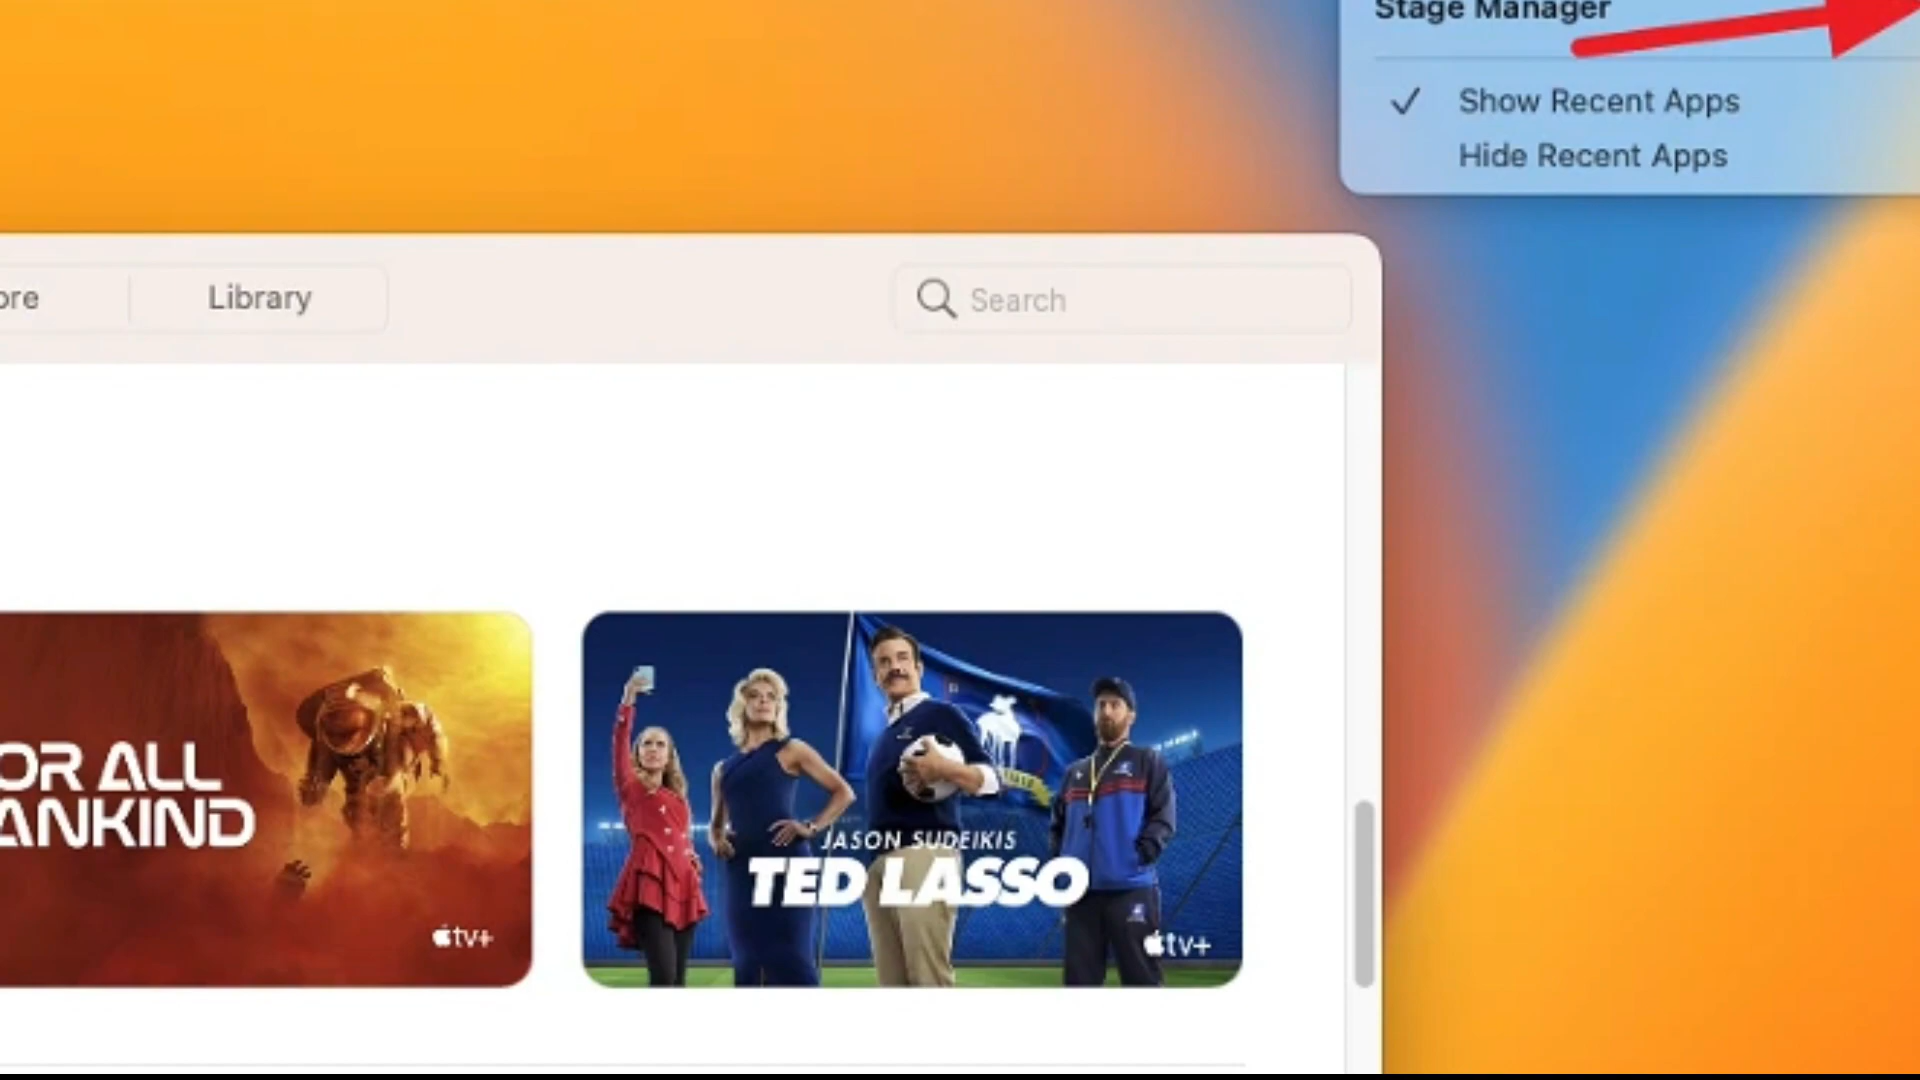 Stage Manager
Show Recent Apps
Hide Recent Apps
ore
Library
Search
OR ALL
ANKIND
tv+
JASON SUDEIKIS
TED LASSO
tv+